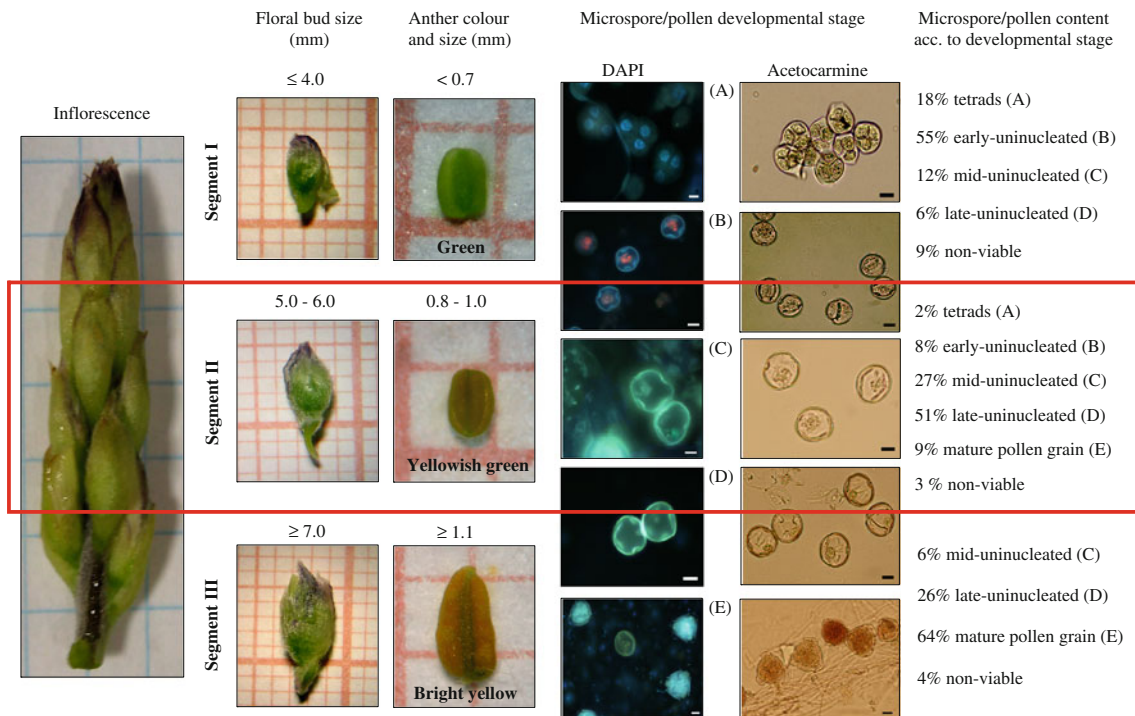 Floral bud size
(mm)
Anther colour
and size (mm)
Microspore/pollen developmental stage
Microspore/pollen content
acc. to developmental stage
Inflorescence
≤ 4.0
< 0.7
DAPI
Acetocarmine
Segment I
Green
(A)
(B)
18% tetrads (A)
55% early-uninucleated (B)
12% mid-uninucleated (C)
6% late-uninucleated (D)
9% non-viable
5.0 - 6.0
0.8 - 1.0
Segment II
Yellowish green
(C)
(D)
2% tetrads (A)
8% early-uninucleated (B)
27% mid-uninucleated (C)
51% late-uninucleated (D)
9% mature pollen grain (E)
3 % non-viable
≥ 7.0
≥ 1.1
Segment III
Bright yellow
(E)
6% mid-uninucleated (C)
26% late-uninucleated (D)
64% mature pollen grain (E)
4% non-viable